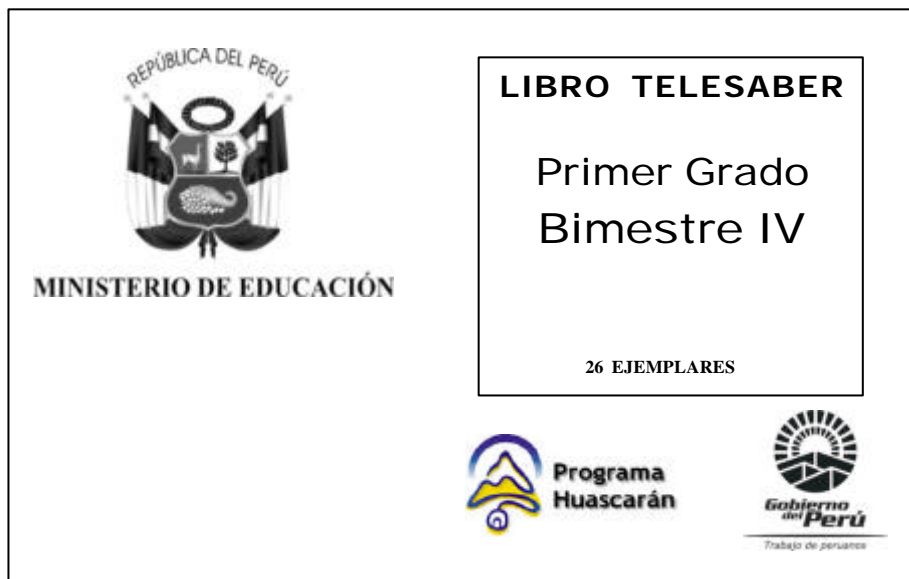 REPÚBLICA DEL PERÚ
MINISTERIO DE EDUCACIÓN
LIBRO TELESABER
Primer Grado
Bimestre IV
26 EJEMPLARES
Programa
Huascarán
Gobierno
del Perú
Trabajo de peruanos